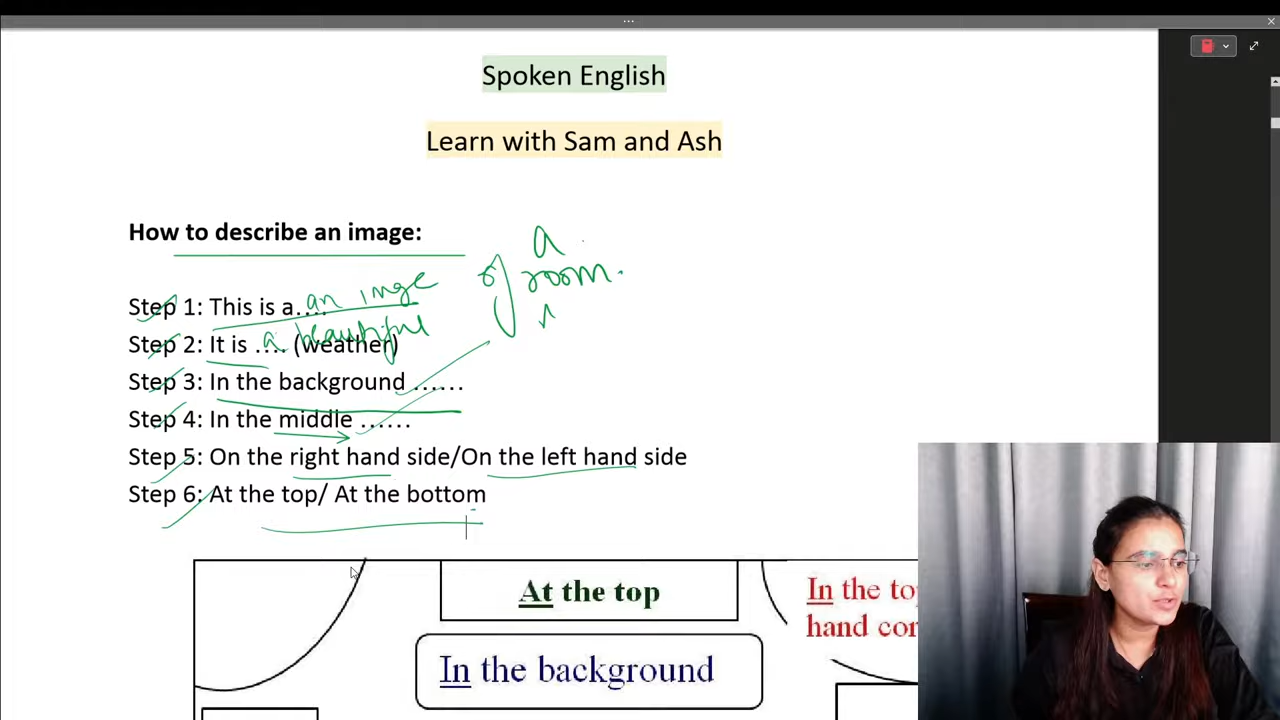 Spoken English
Learn with Sam and Ash
How to describe an image:
a
of room.
an imge
Step 1: This is a....
a beautiful
Step 2: It is .... (weather)
Step 3: In the background ......
Step 4: In the middle ......
Step 5: On the right hand side/On the left hand side
Step 6: At the top/ At the bottom
At the top
In the to
hand cor
In the background